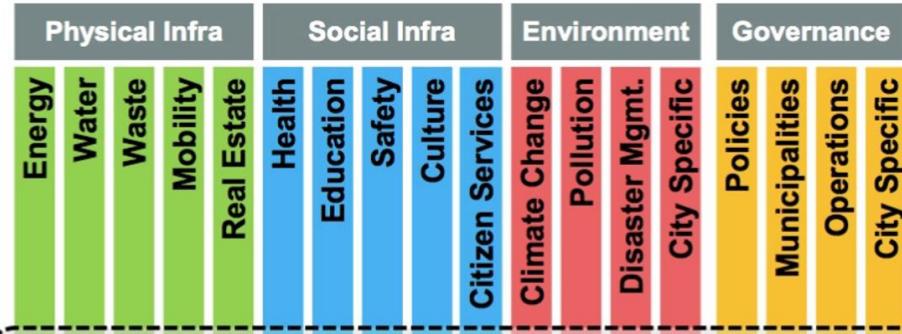 Physical Infra
Social Infra
Environment
Governance
Energy
Water
Waste
Mobility
Real Estate
Health
Education
Safety
Culture
Citizen Services
Climate Change
Pollution
Disaster Mgmt.
City Specific
Policies
Municipalities
Operations
City Specific